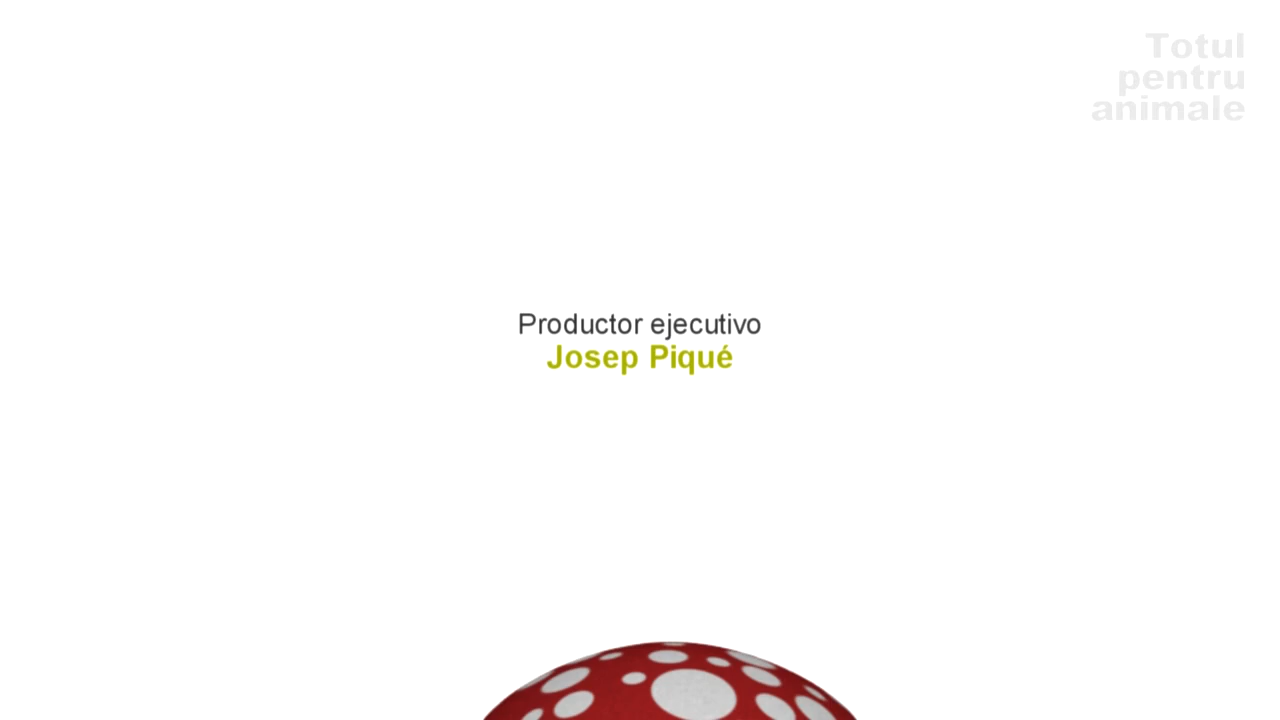 Totul
pentru
animale
Productor ejecutivo
Josep Piqué